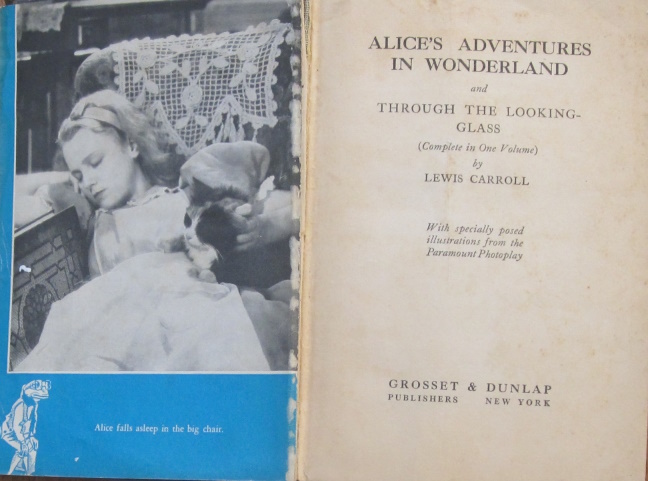 Alice falls asleep in the big chair.
ALICE'S ADVENTURES
IN WONDERLAND
and
THROUGH THE LOOKING-
GLASS
(Complete in One Volume)
by
LEWIS CARROLL
With specially posed
illustrations from the
Paramount Photoplay
GROSSET & DUNLAP
PUBLISHERS NEW YORK